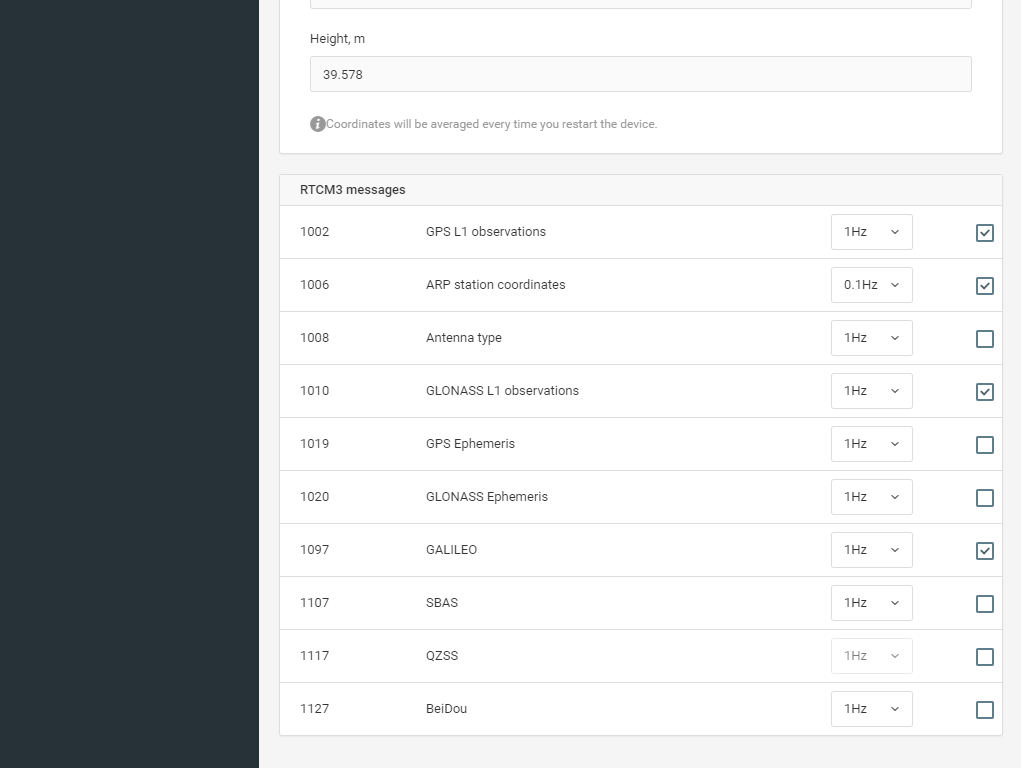 Height, m
39.578
Coordinates will be averaged every time you restart the device.
RTCM3 messages
1002 GPS L1 observations 1Hz
1006 ARP station coordinates 0.1Hz
1008 Antenna type 1Hz
1010 GLONASS L1 observations 1Hz
1019 GPS Ephemeris 1Hz
1020 GLONASS Ephemeris 1Hz
1097 GALILEO 1Hz
1107 SBAS 1Hz
1117 QZSS 1Hz
1127 BeiDou 1Hz